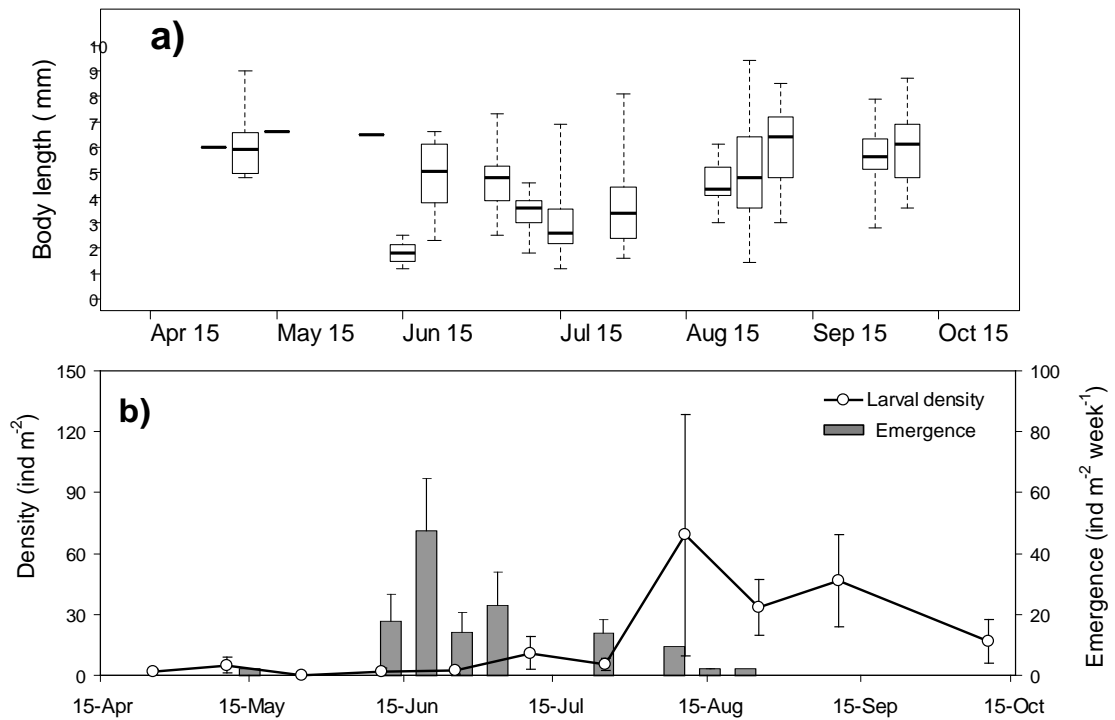 a)
Body length ( mm)
10
9
8
7
6
5
4
3
2
1
0
Apr 15 May 15 Jun 15 Jul 15 Aug 15 Sep 15 Oct 15
b)
Density (ind m-2)
150
120
90
60
30
0
Larval density
Emergence
100
80
60
40
20
0
Emergence (ind m-2 week-1)
15-Apr 15-May 15-Jun 15-Jul 15-Aug 15-Sep 15-Oct